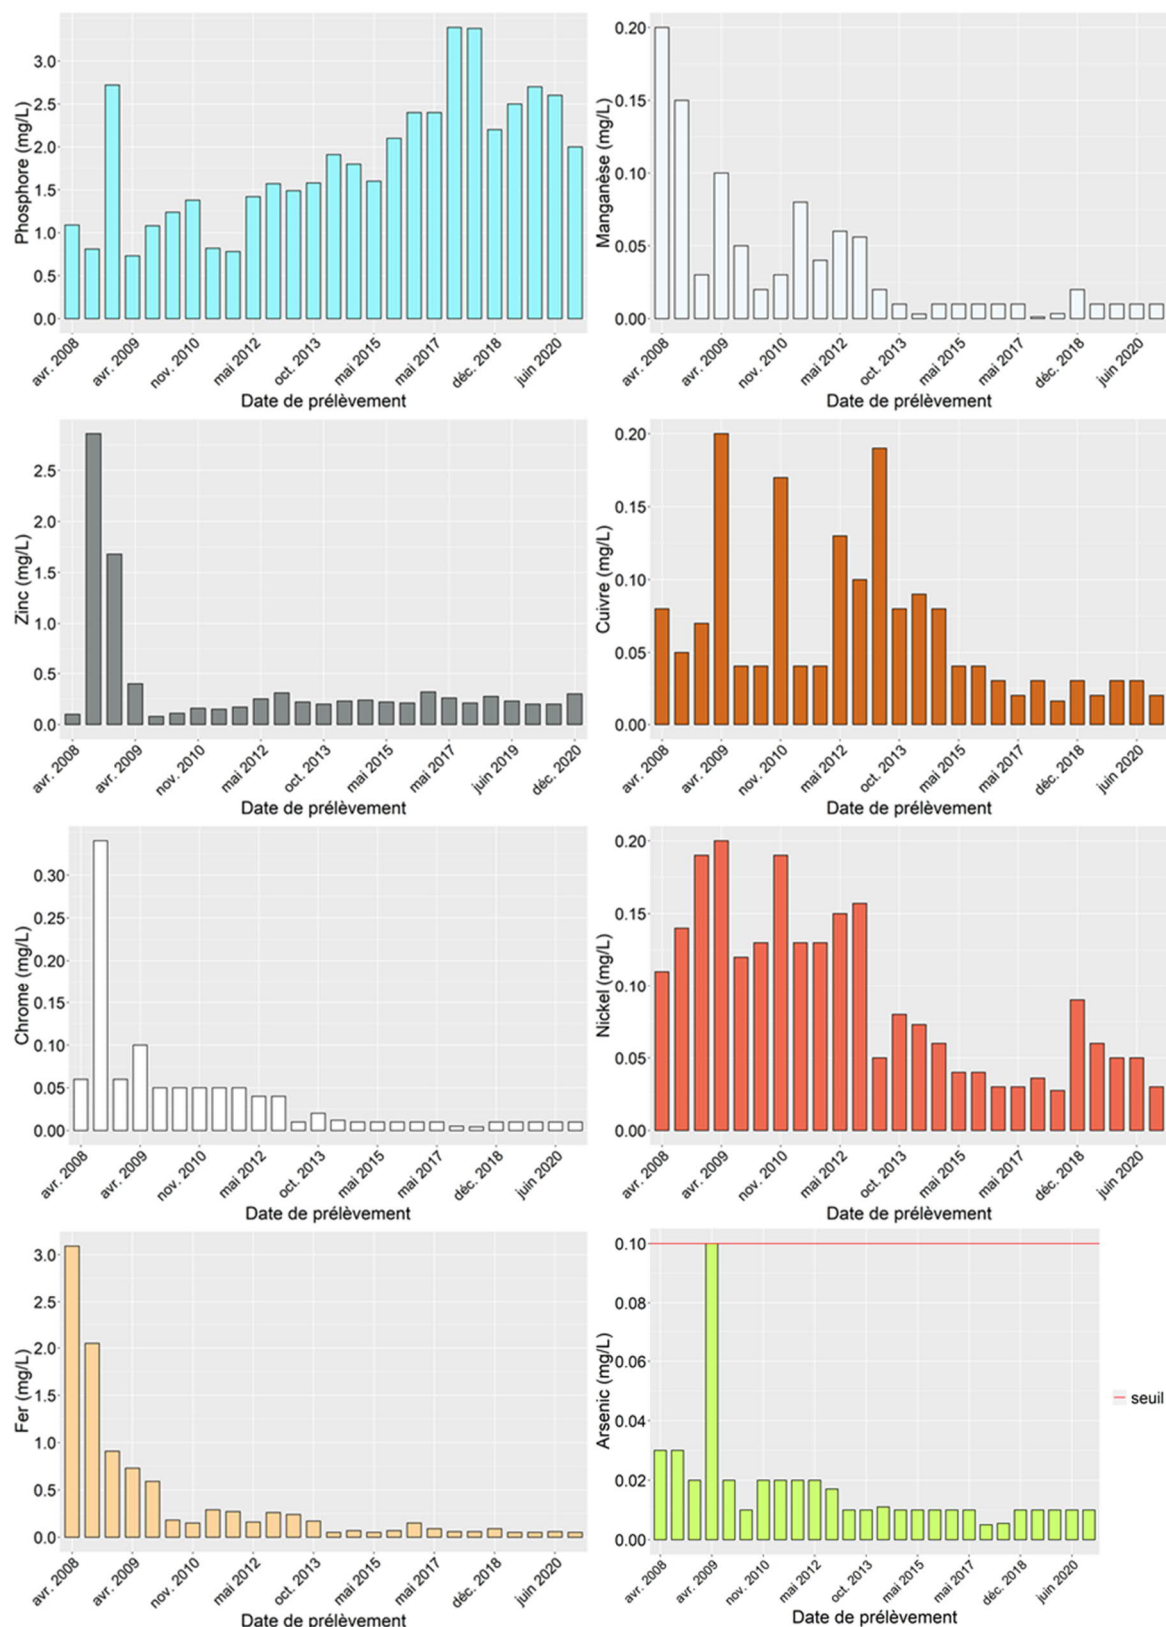 Phosphore (mg/L)
3.0
2.5
2.0
1.5
1.0
0.5
0.0
avr. 2008
avr. 2009
nov. 2010
mai 2012
oct. 2013
mai 2015
mai 2017
déc. 2018
juin 2020
Date de prélèvement
Manganèse (mg/L)
0.20
0.15
0.10
0.05
0.00
avr. 2008
avr. 2009
nov. 2010
mai 2012
oct. 2013
mai 2015
mai 2017
déc. 2018
juin 2020
Date de prélèvement
Zinc (mg/L)
2.5
2.0
1.5
1.0
0.5
0.0
avr. 2008
avr. 2009
nov. 2010
mai 2012
oct. 2013
mai 2015
mai 2017
juin 2019
déc. 2020
Date de prélèvement
Cuivre (mg/L)
0.20
0.15
0.10
0.05
0.00
avr. 2008
avr. 2009
nov. 2010
mai 2012
oct. 2013
mai 2015
mai 2017
déc. 2018
juin 2020
Date de prélèvement
Chrome (mg/L)
0.30
0.25
0.20
0.15
0.10
0.05
0.00
avr. 2008
avr. 2009
nov. 2010
mai 2012
oct. 2013
mai 2015
mai 2017
déc. 2018
juin 2020
Date de prélèvement
Nickel (mg/L)
0.20
0.15
0.10
0.05
0.00
avr. 2008
avr. 2009
nov. 2010
mai 2012
oct. 2013
mai 2015
mai 2017
déc. 2018
juin 2020
Date de prélèvement
Fer (mg/L)
3.0
2.5
2.0
1.5
1.0
0.5
0.0
avr. 2008
avr. 2009
nov. 2010
mai 2012
oct. 2013
mai 2015
mai 2017
déc. 2018
juin 2020
Date de prélèvement
Arsenic (mg/L)
0.10
0.08
0.06
0.04
0.02
0.00
avr. 2008
avr. 2009
nov. 2010
mai 2012
oct. 2013
mai 2015
mai 2017
déc. 2018
juin 2020
Date de prélèvement
seuil